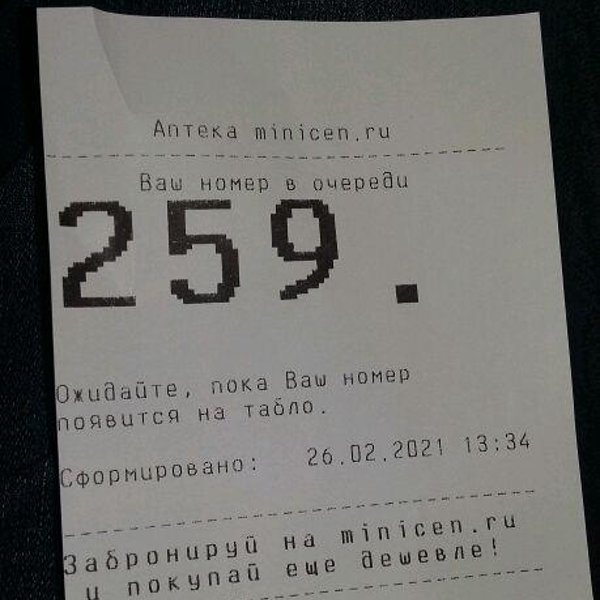 Аптека minicen.ru
Ваш номер в очереди
259.
Ожидайте, пока Ваш номер
появится на табло.
Сформировано: 26.02.2021 13:34
Забронируй на minicen.ru
и покупай еще дешевле!